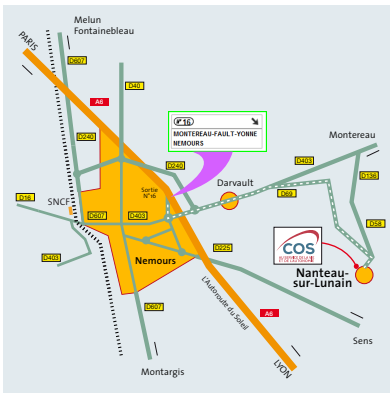 Melun
Fontainebleau
PARIS
D607
D40
A6
16
MONTEREAU-FAULT-YONNE
NEMOURS
D240
D240
Montereau
D403
D138
Sortie
N°16
Darvault
D69
D16
SNCF
D607
D403
D58
D403
D225
COS
Nemours
Nanteau
-sur-Lunain
L'Autoroute du Soleil
D607
A6
Sens
Montargis
LYON